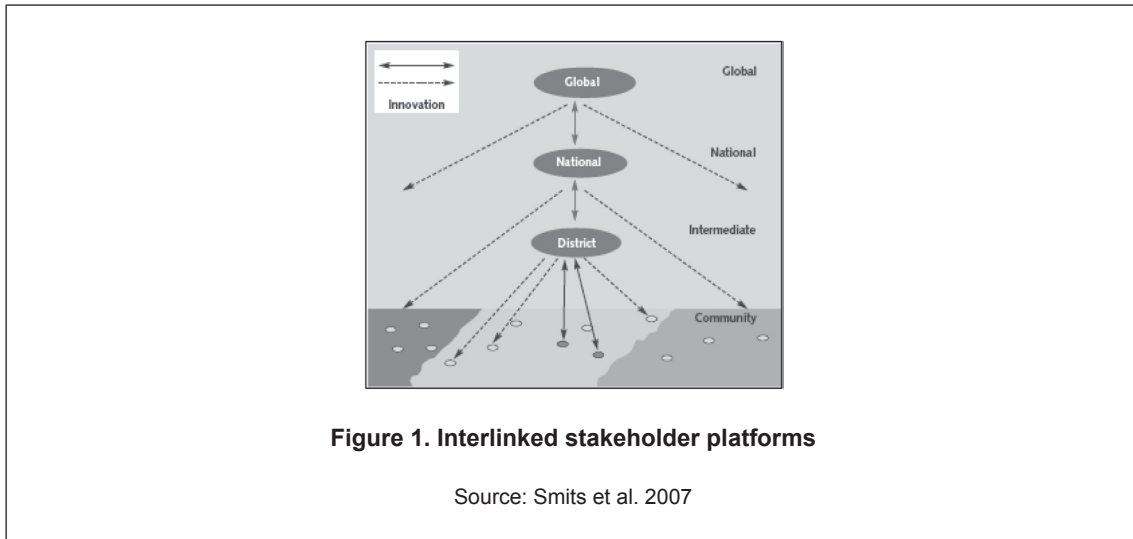 Global
Global
Innovation
National
National
Intermediate
District
Community
Figure 1. Interlinked stakeholder platforms
Source: Smits et al. 2007